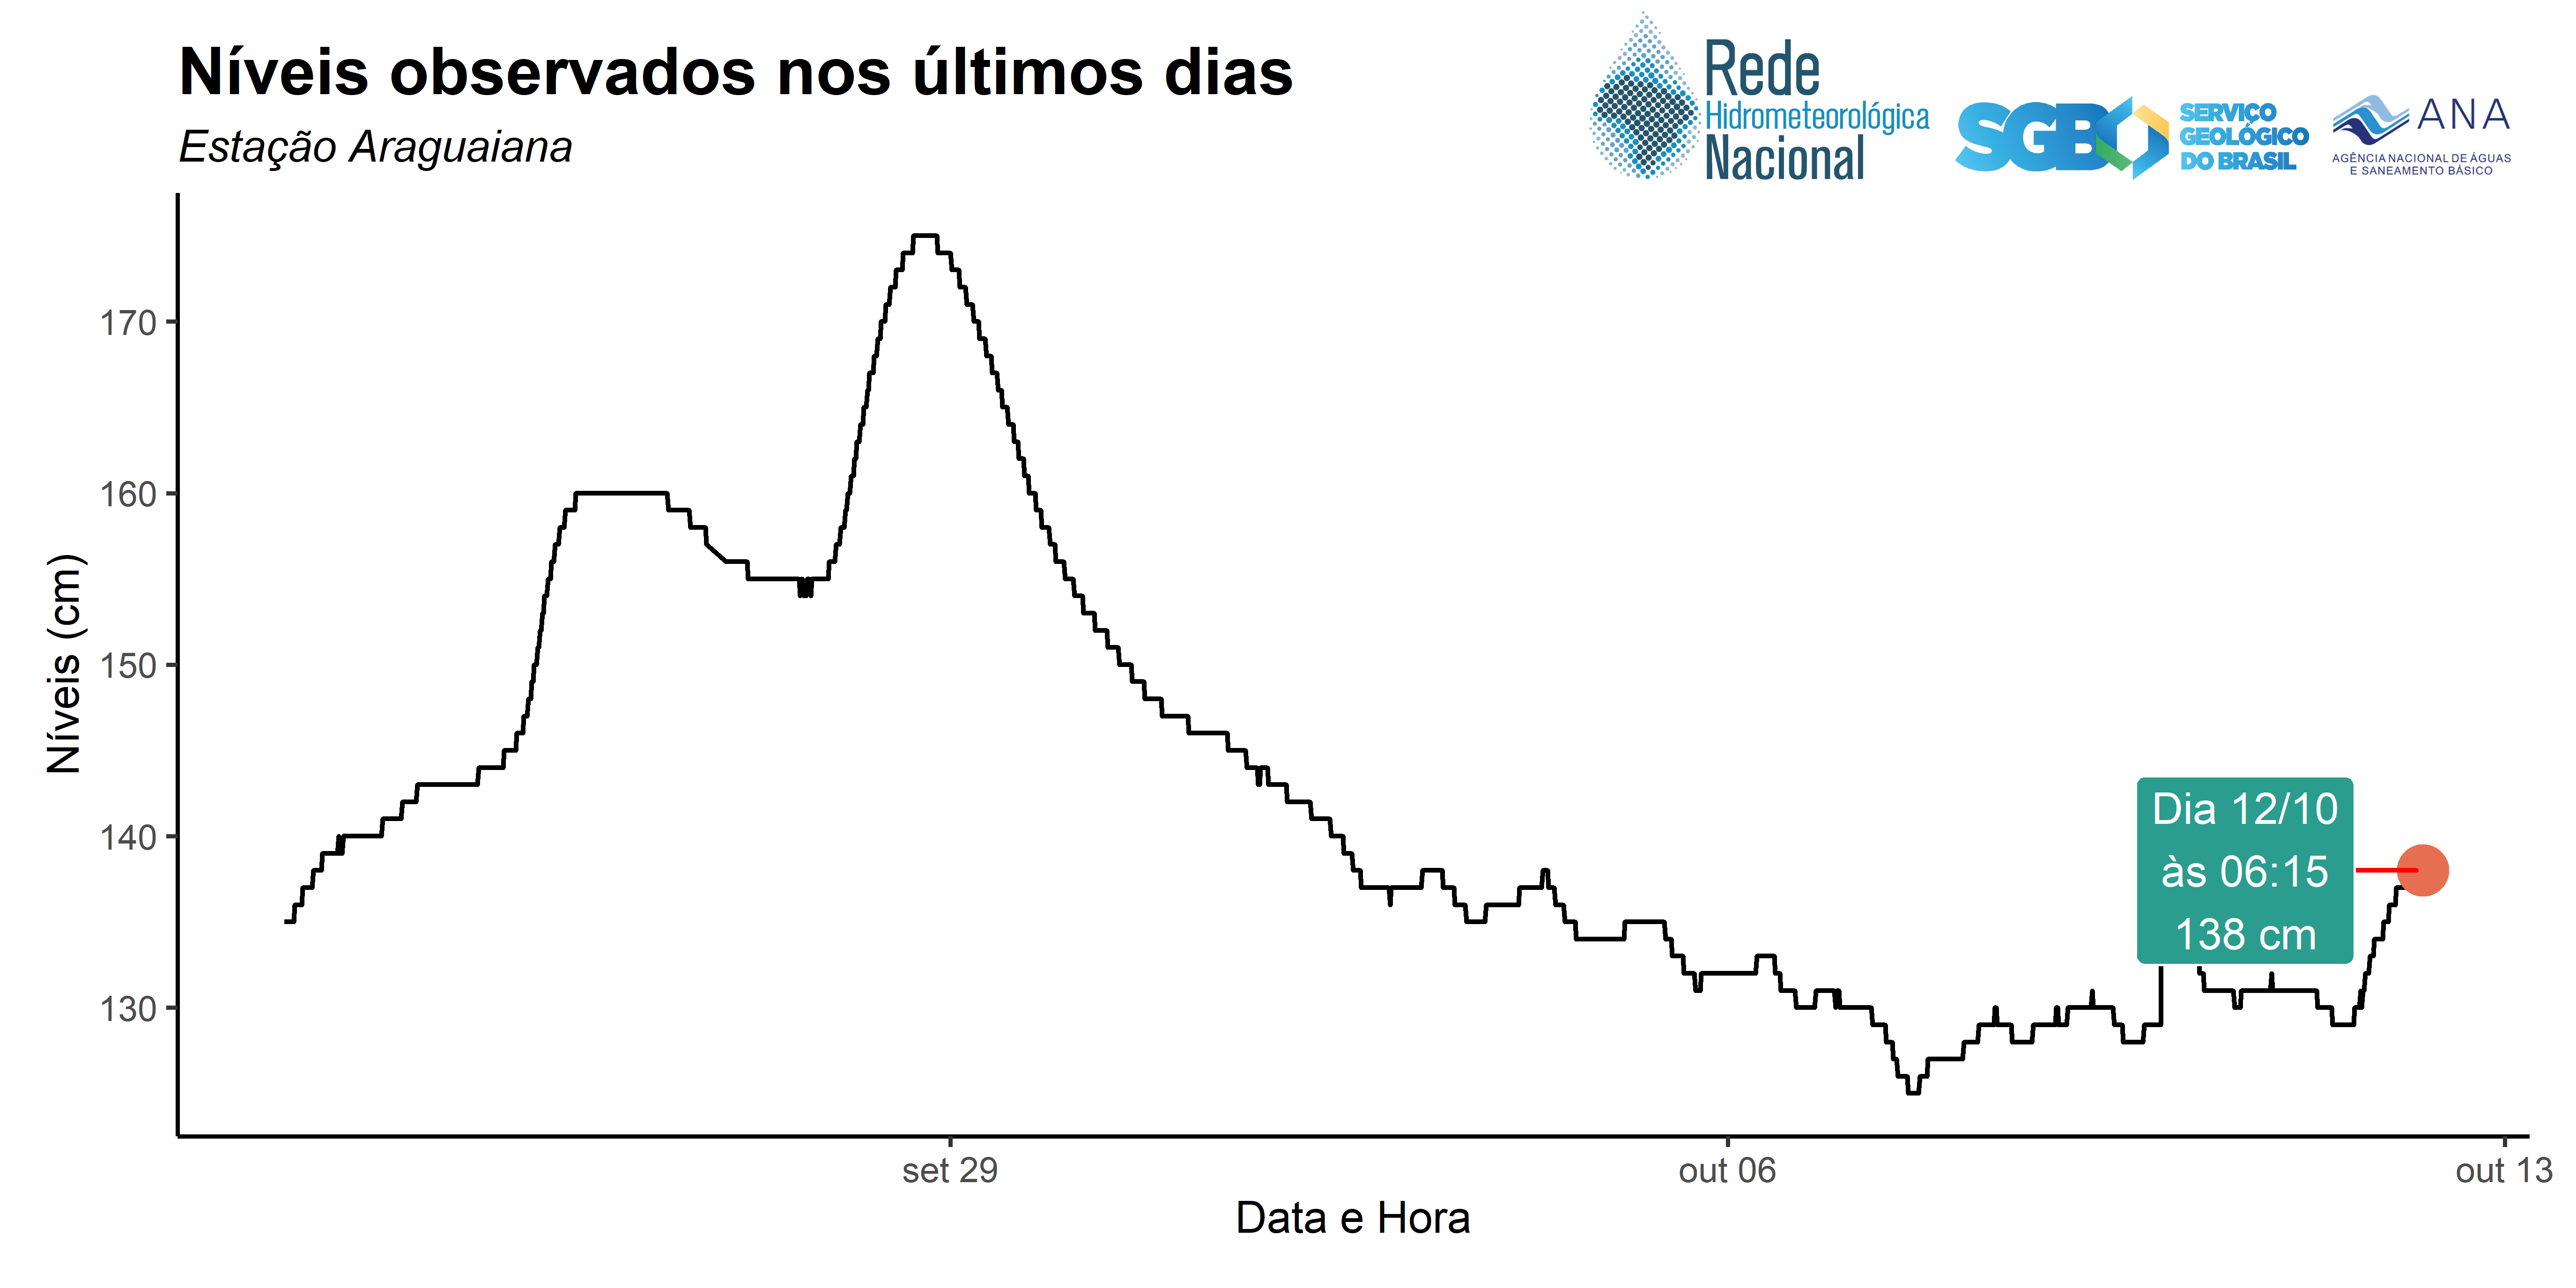 Níveis observados nos últimos dias
Estação Araguaiana
Rede
Hidrometeorológica
Nacional
SGB
SERVIÇO
GEOLÓGICO
DO BRASIL
ANA
AGÊNCIA NACIONAL DE ÁGUAS
E SANEAMENTO BÁSICO
Níveis (cm)
170
160
150
140
130
Dia 12/10
às 06:15
138 cm
set 29
out 06
out 13
Data e Hora